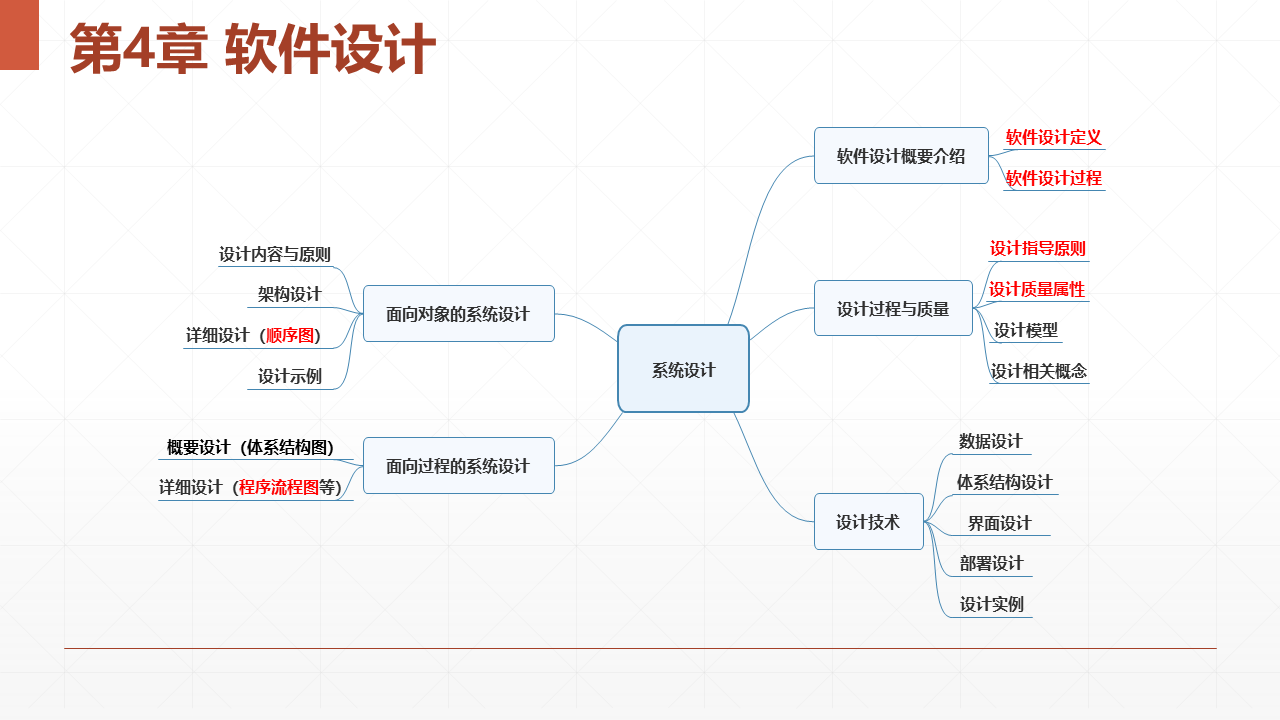 第4章 软件设计
软件设计概要介绍
软件设计定义
软件设计过程
设计过程与质量
设计指导原则
设计质量属性
设计模型
设计相关概念
设计技术
数据设计
体系结构设计
界面设计
部署设计
设计实例
系统设计
面向对象的系统设计
设计内容与原则
架构设计
详细设计（顺序图）
设计示例
面向过程的系统设计
概要设计（体系结构图）
详细设计（程序流程图等）